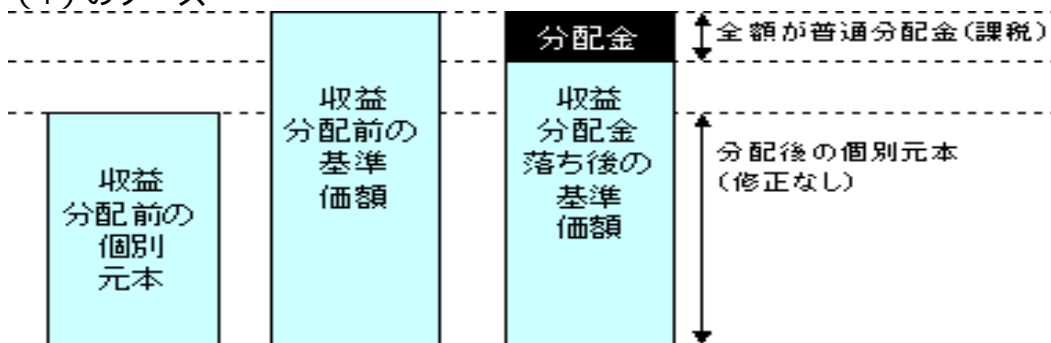 分配金
全額が普通分配金(課税)
収益
分配前の
基準
価額
収益
分配金
落ち後の
基準
価額
分配後の個別元本
(修正なし)
収益
分配前の
個別
元本